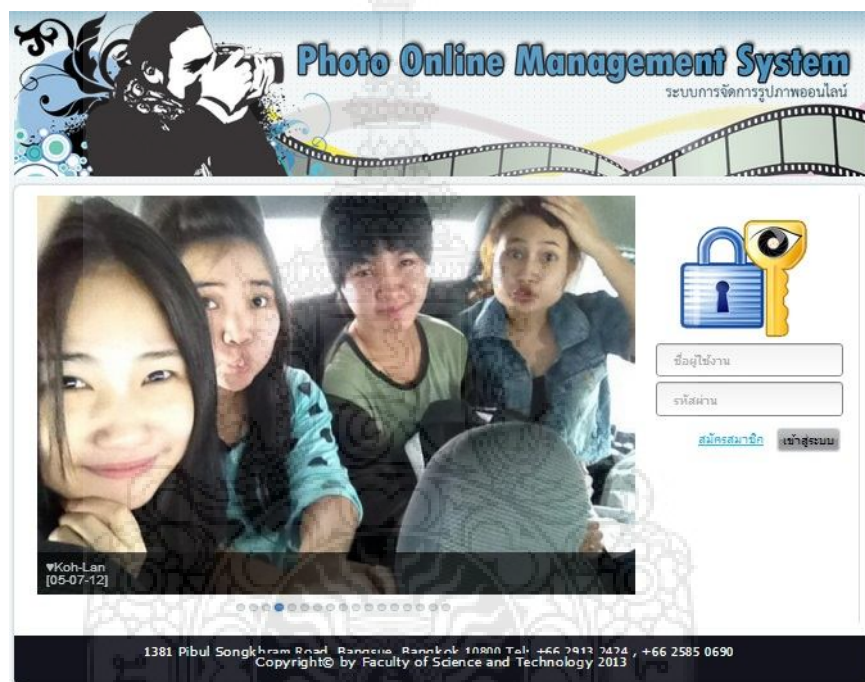 Photo Online Management System
ระบบการจัดการรูปภาพออนไลน์
ชื่อผู้ใช้งาน
รหัสผ่าน
สมัครสมาชิก เข้าสู่ระบบ
♥Koh-Lan
[05-07-12]
1381 Pibul Songkhram Road, Bangsue, Bangkok 10800 Tel: +66 2913 2424 , +66 2585 0690
Copyright© by Faculty of Science and Technology 2013